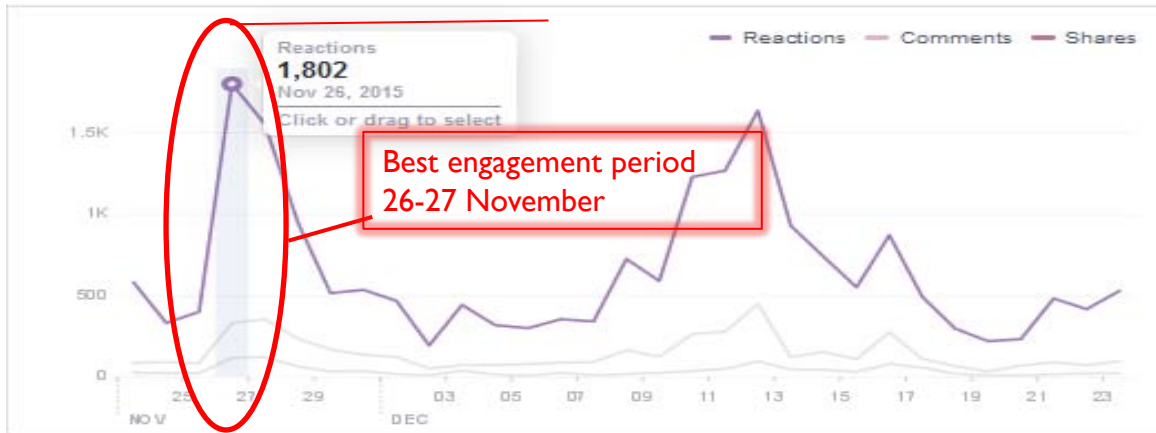 Reactions Comments Shares
Reactions
1,802
Nov 26, 2015
Click or drag to select
Best engagement period
26-27 November
1.5K
1K
500
0
25 27 29 03 05 07 09 11 13 15 17 19 21 23
NOV DEC